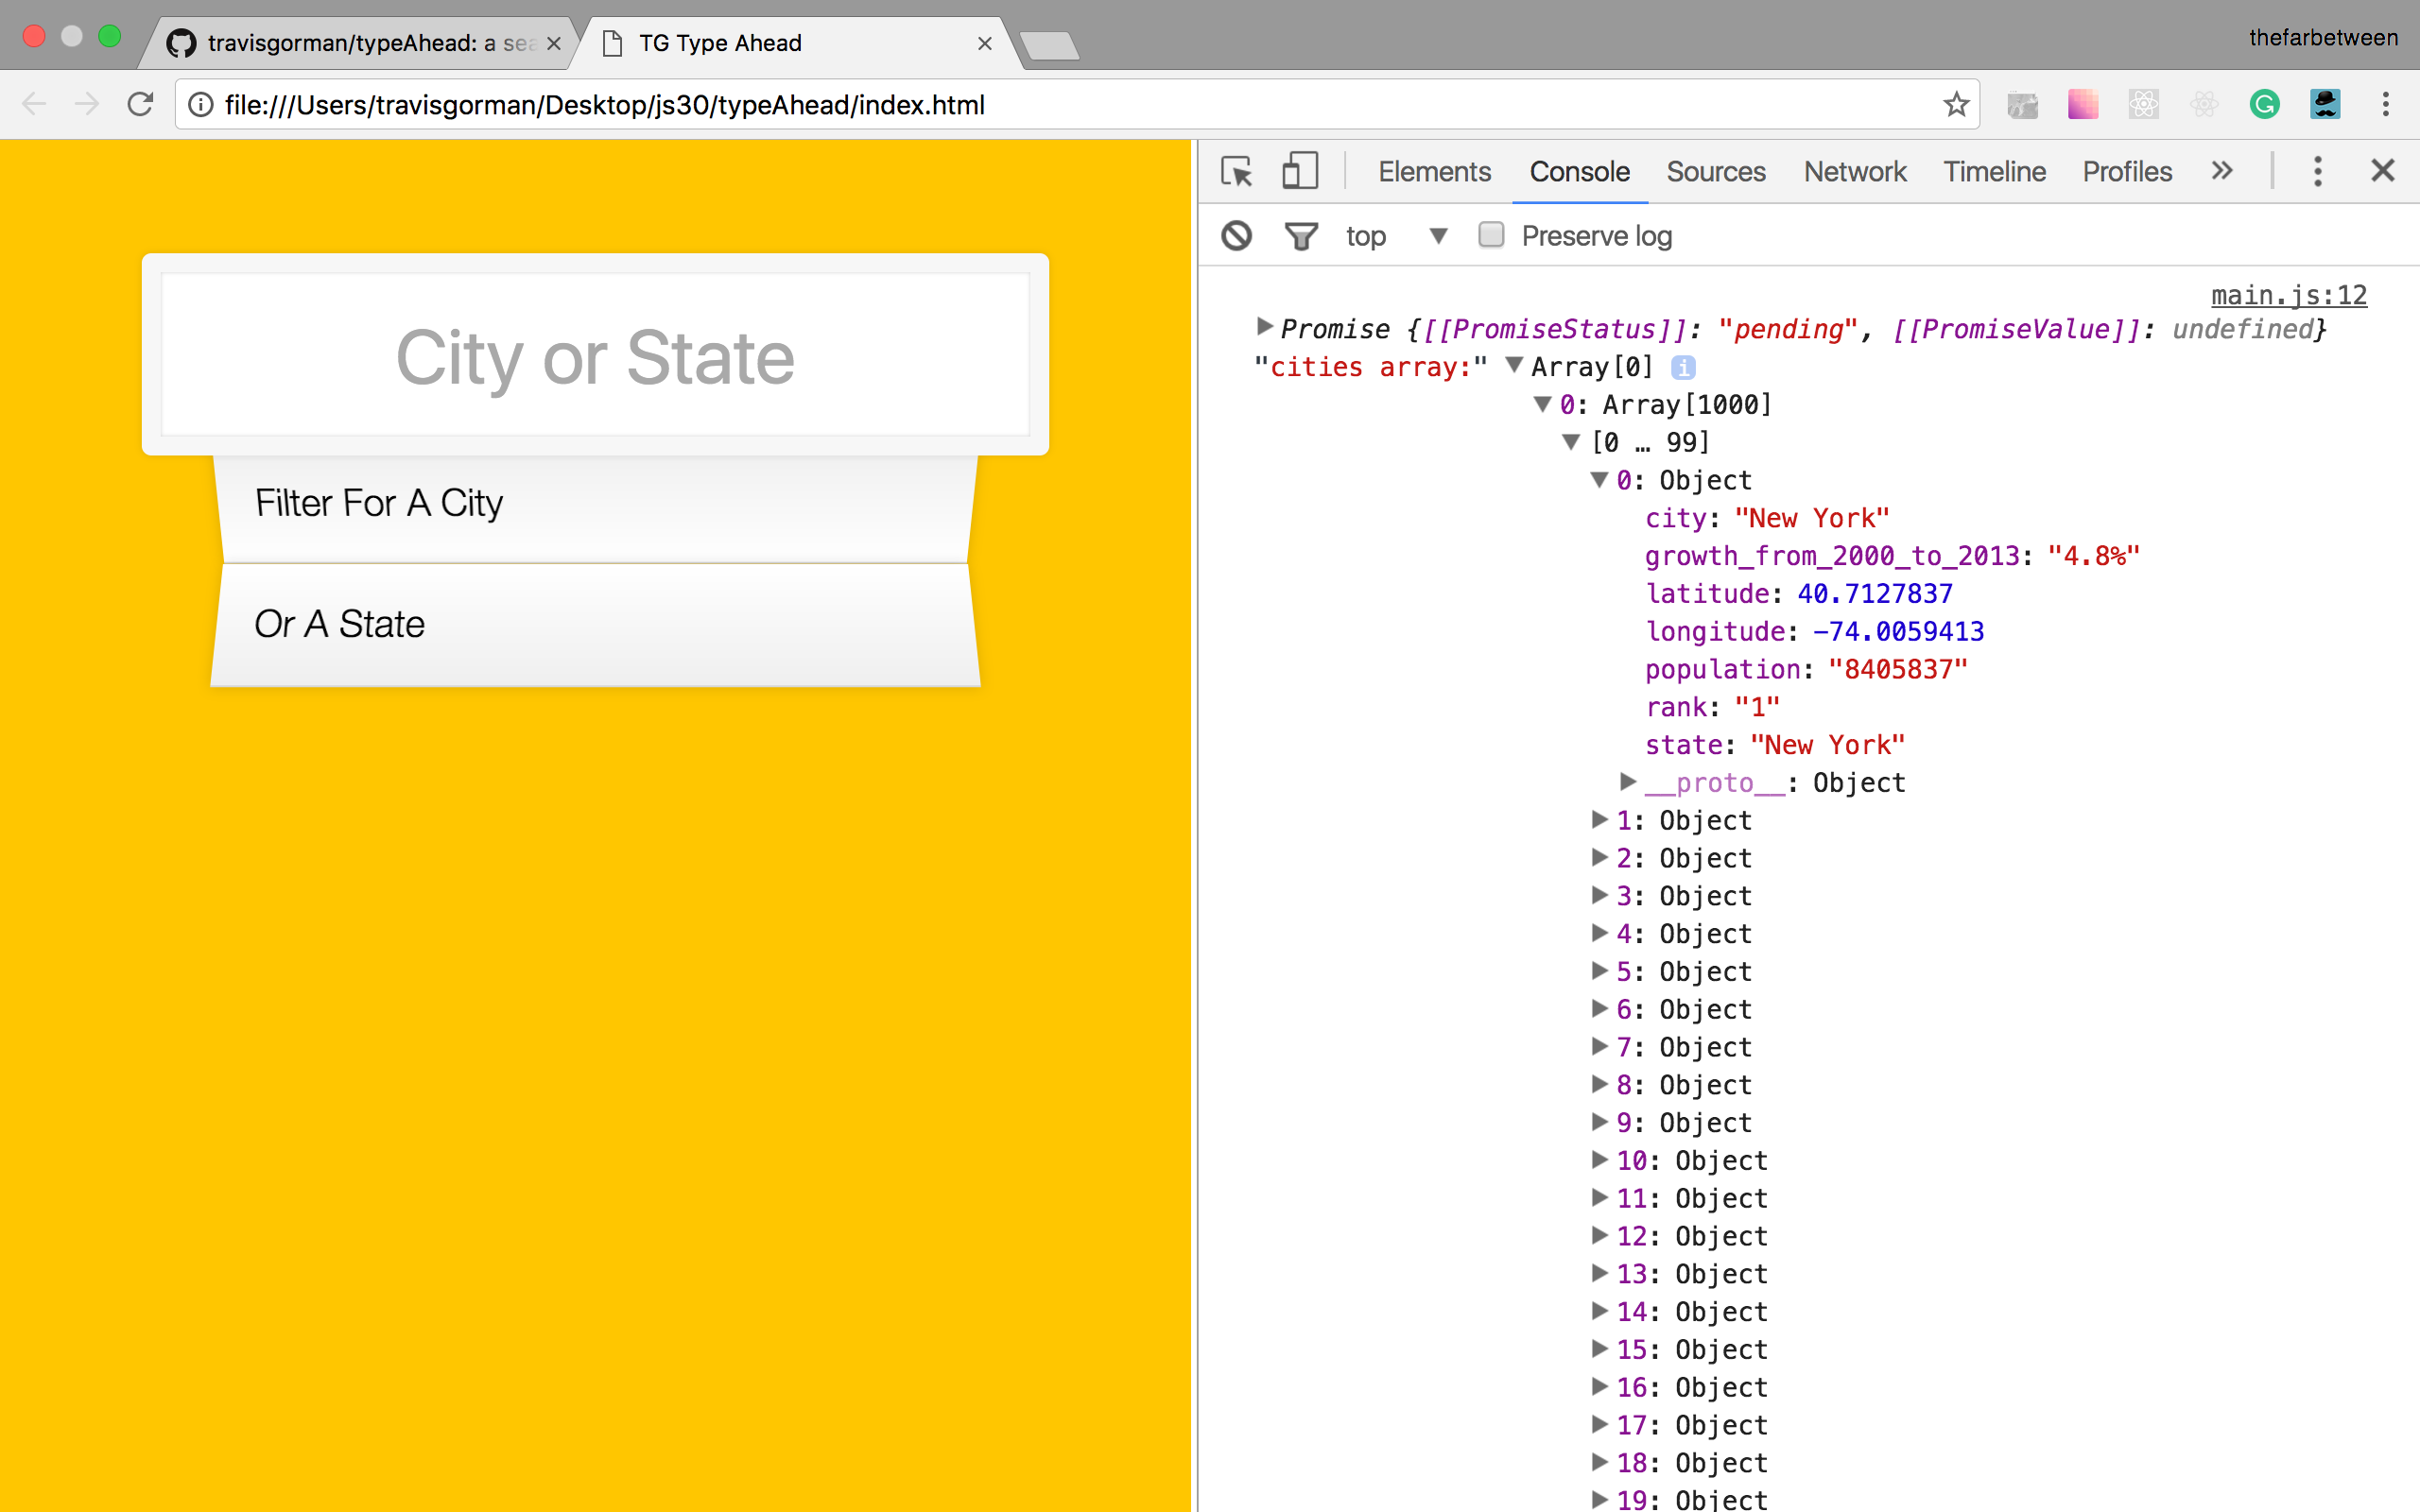 travisgorman/typeAhead: a sea
TG Type Ahead
thefarbetween
file:///Users/travisgorman/Desktop/js30/typeAhead/index.html
City or State
Filter For A City
Or A State
Elements Console Sources Network Timeline Profiles »
top Preserve log
main.js:12
Promise {[[PromiseStatus]]: "pending", [[PromiseValue]]: undefined}
"cities array:" Array[0] i
0: Array[1000]
[0 … 99]
0: Object
city: "New York"
growth_from_2000_to_2013: "4.8%"
latitude: 40.7127837
longitude: -74.0059413
population: "8405837"
rank: "1"
state: "New York"
__proto__: Object
1: Object
2: Object
3: Object
4: Object
5: Object
6: Object
7: Object
8: Object
9: Object
10: Object
11: Object
12: Object
13: Object
14: Object
15: Object
16: Object
17: Object
18: Object
19: Object